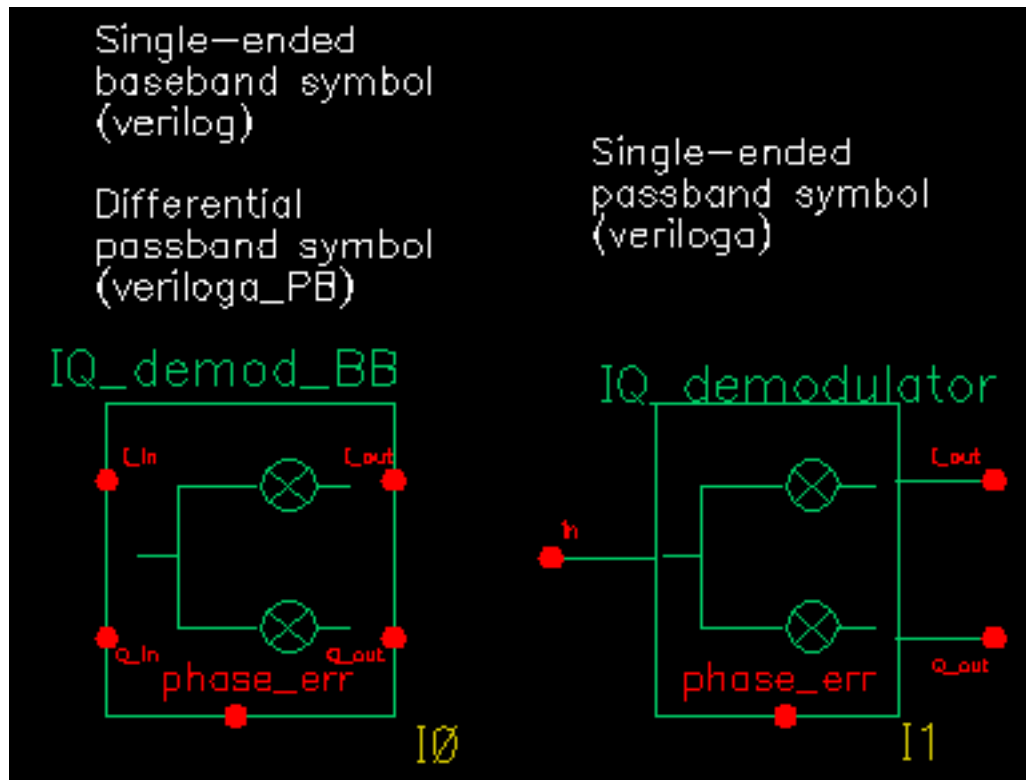 Single-ended
baseband symbol
(verilog)
Differential
passband symbol
(veriloga_PB)
Single-ended
passband symbol
(veriloga)
IQ_demod_BB
I_in
I_out
Q_in
Q_out
phase_err
I0
IQ_demodulator
in
I_out
Q_out
phase_err
I1